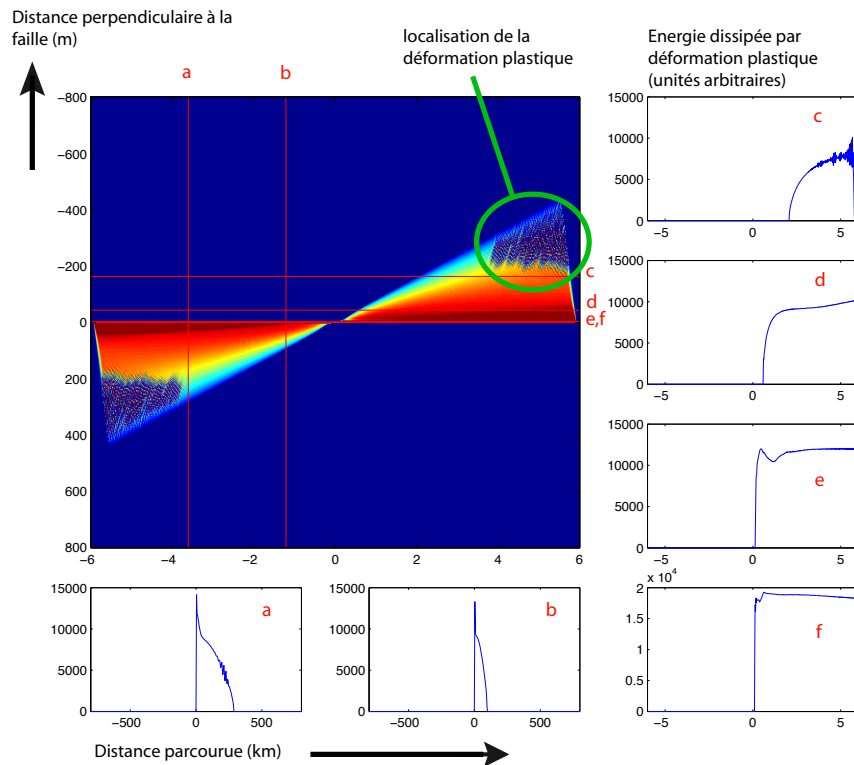 Distance perpendiculaire à la
faille (m)
localisation de la
déformation plastique
Energie dissipée par
déformation plastique
(unités arbitraires)
a
b
−800
−600
−400
−200
0
200
400
600
800
−6
−4
−2
0
2
4
6
c
d
e,f
15000
10000
5000
0
−5
0
5
c
15000
10000
5000
0
−5
0
5
d
15000
10000
5000
0
−5
0
5
e
x 10^4
2
1.5
1
0.5
0
−5
0
5
f
15000
10000
5000
0
−500
0
500
a
15000
10000
5000
0
−500
0
500
b
Distance parcourue (km)